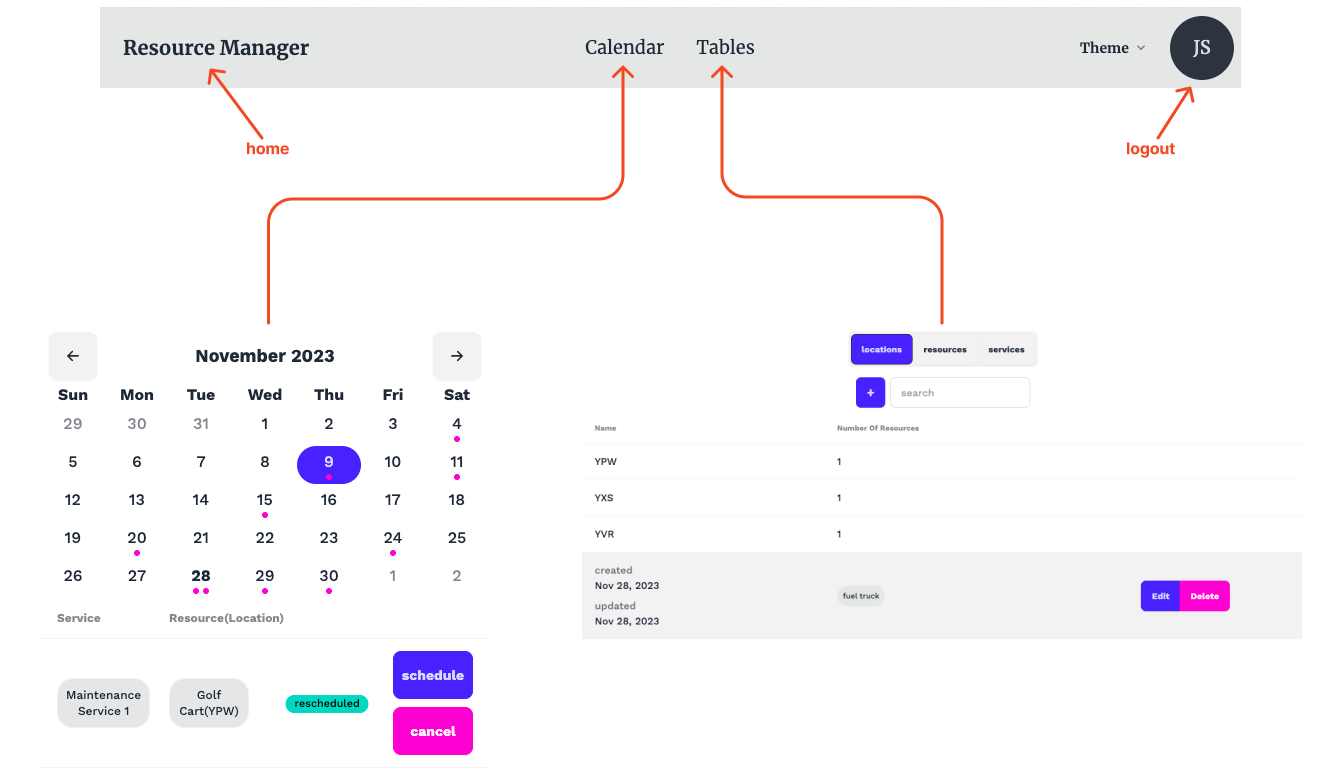 Resource Manager
Calendar
Tables
Theme
JS
home
logout
November 2023
Sun Mon Tue Wed Thu Fri Sat
29 30 31 1 2 3 4
5 6 7 8 9 10 11
12 13 14 15 16 17 18
19 20 21 22 23 24 25
26 27 28 29 30 1 2
Service Resource(Location)
Maintenance
Service 1
Golf
Cart(YPW)
rescheduled
schedule
cancel
locations resources services
+ search
Name Number Of Resources
YPW 1
YXS 1
YVR 1
created
Nov 28, 2023
updated
Nov 28, 2023
fuel truck
Edit Delete